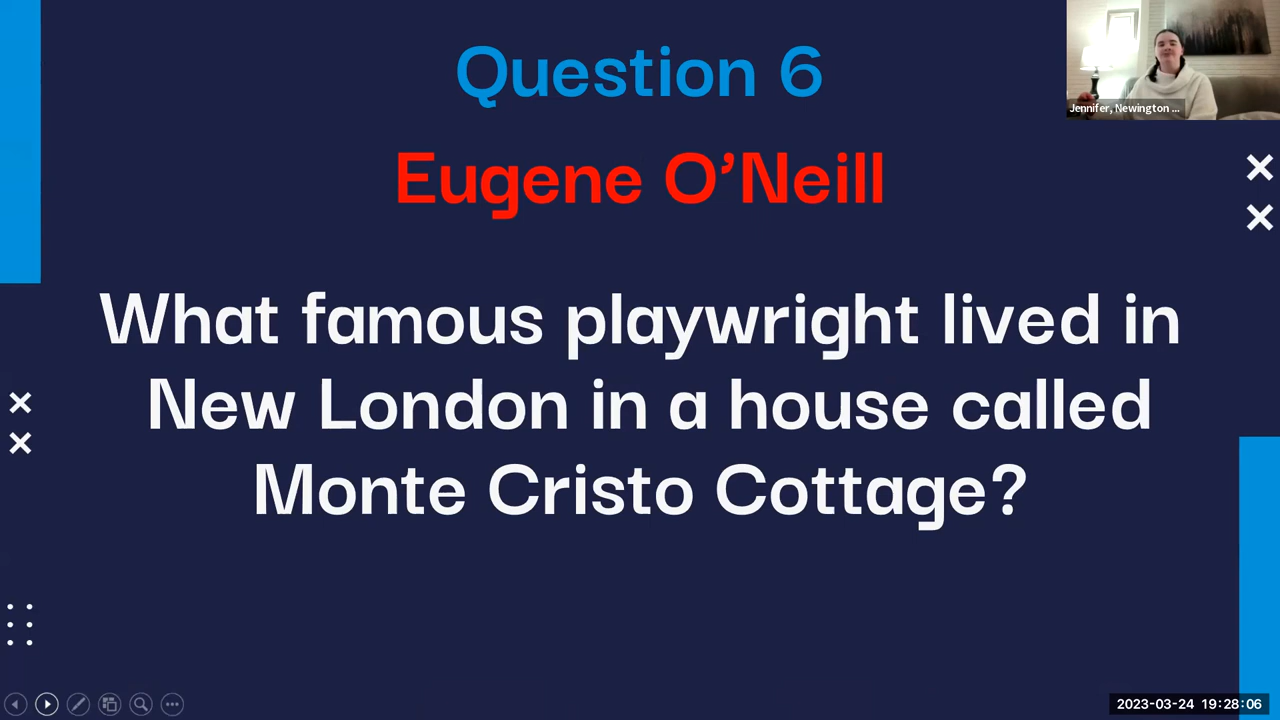 Question 6
Jennifer, Newington ...
Eugene O’Neill
What famous playwright lived in
New London in a house called
Monte Cristo Cottage?
2023-03-24 19:28:06